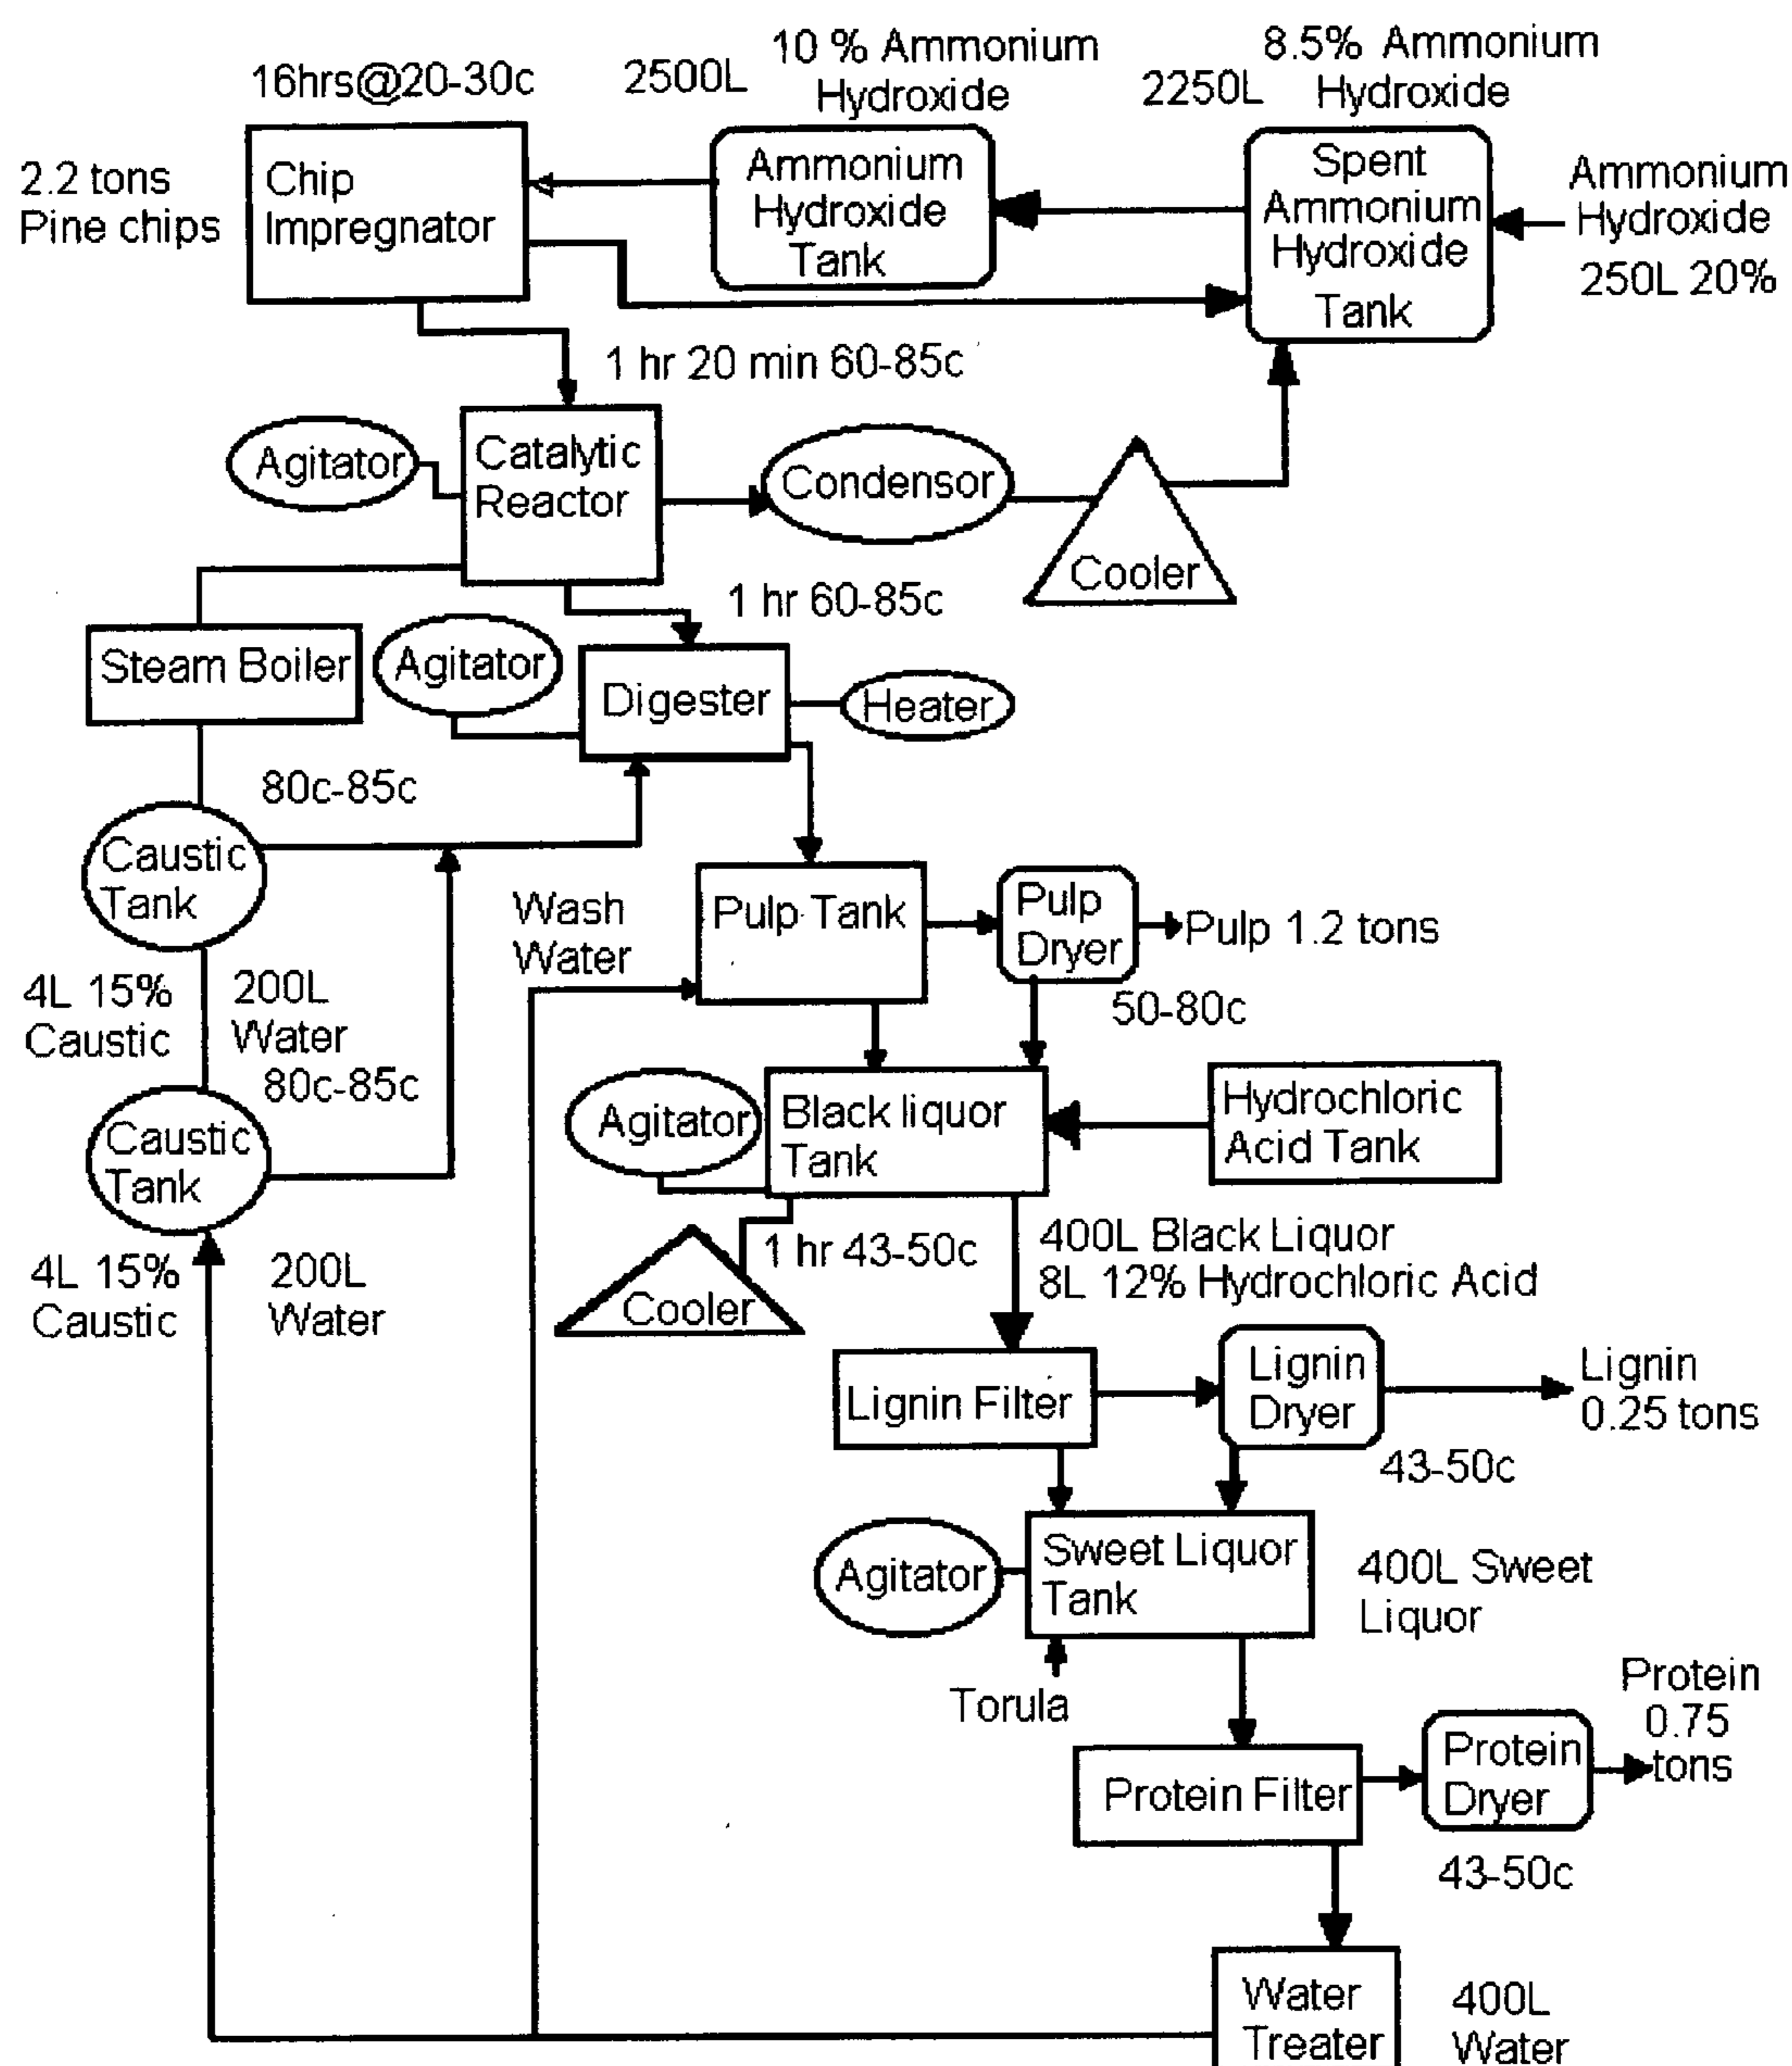 16hrs@20-30c
2500L
10 % Ammonium
Hydroxide
2250L
8.5% Ammonium
Hydroxide
2.2 tons
Pine chips
Chip
Impregnator
Ammonium
Hydroxide
Tank
Spent
Ammonium
Hydroxide
Tank
Ammonium
Hydroxide
250L 20%
1 hr 20 min 60-85c
Agitator
Catalytic
Reactor
Condensor
Cooler
1 hr 60-85c
Steam Boiler
Agitator
Digester
Heater
80c-85c
Caustic
Tank
Wash
Water
Pulp Tank
Pulp
Dryer
Pulp 1.2 tons
4L 15%
Caustic
200L
Water
80c-85c
50-80c
Caustic
Tank
Agitator
Black liquor
Tank
Hydrochloric
Acid Tank
4L 15%
Caustic
200L
Water
1 hr 43-50c
Cooler
400L Black Liquor
8L 12% Hydrochloric Acid
Lignin Filter
Lignin
Dryer
Lignin
0.25 tons
43-50c
Agitator
Sweet Liquor
Tank
400L Sweet
Liquor
Torula
Protein Filter
Protein
Dryer
Protein
0.75
tons
43-50c
Water
Treater
400L
Water